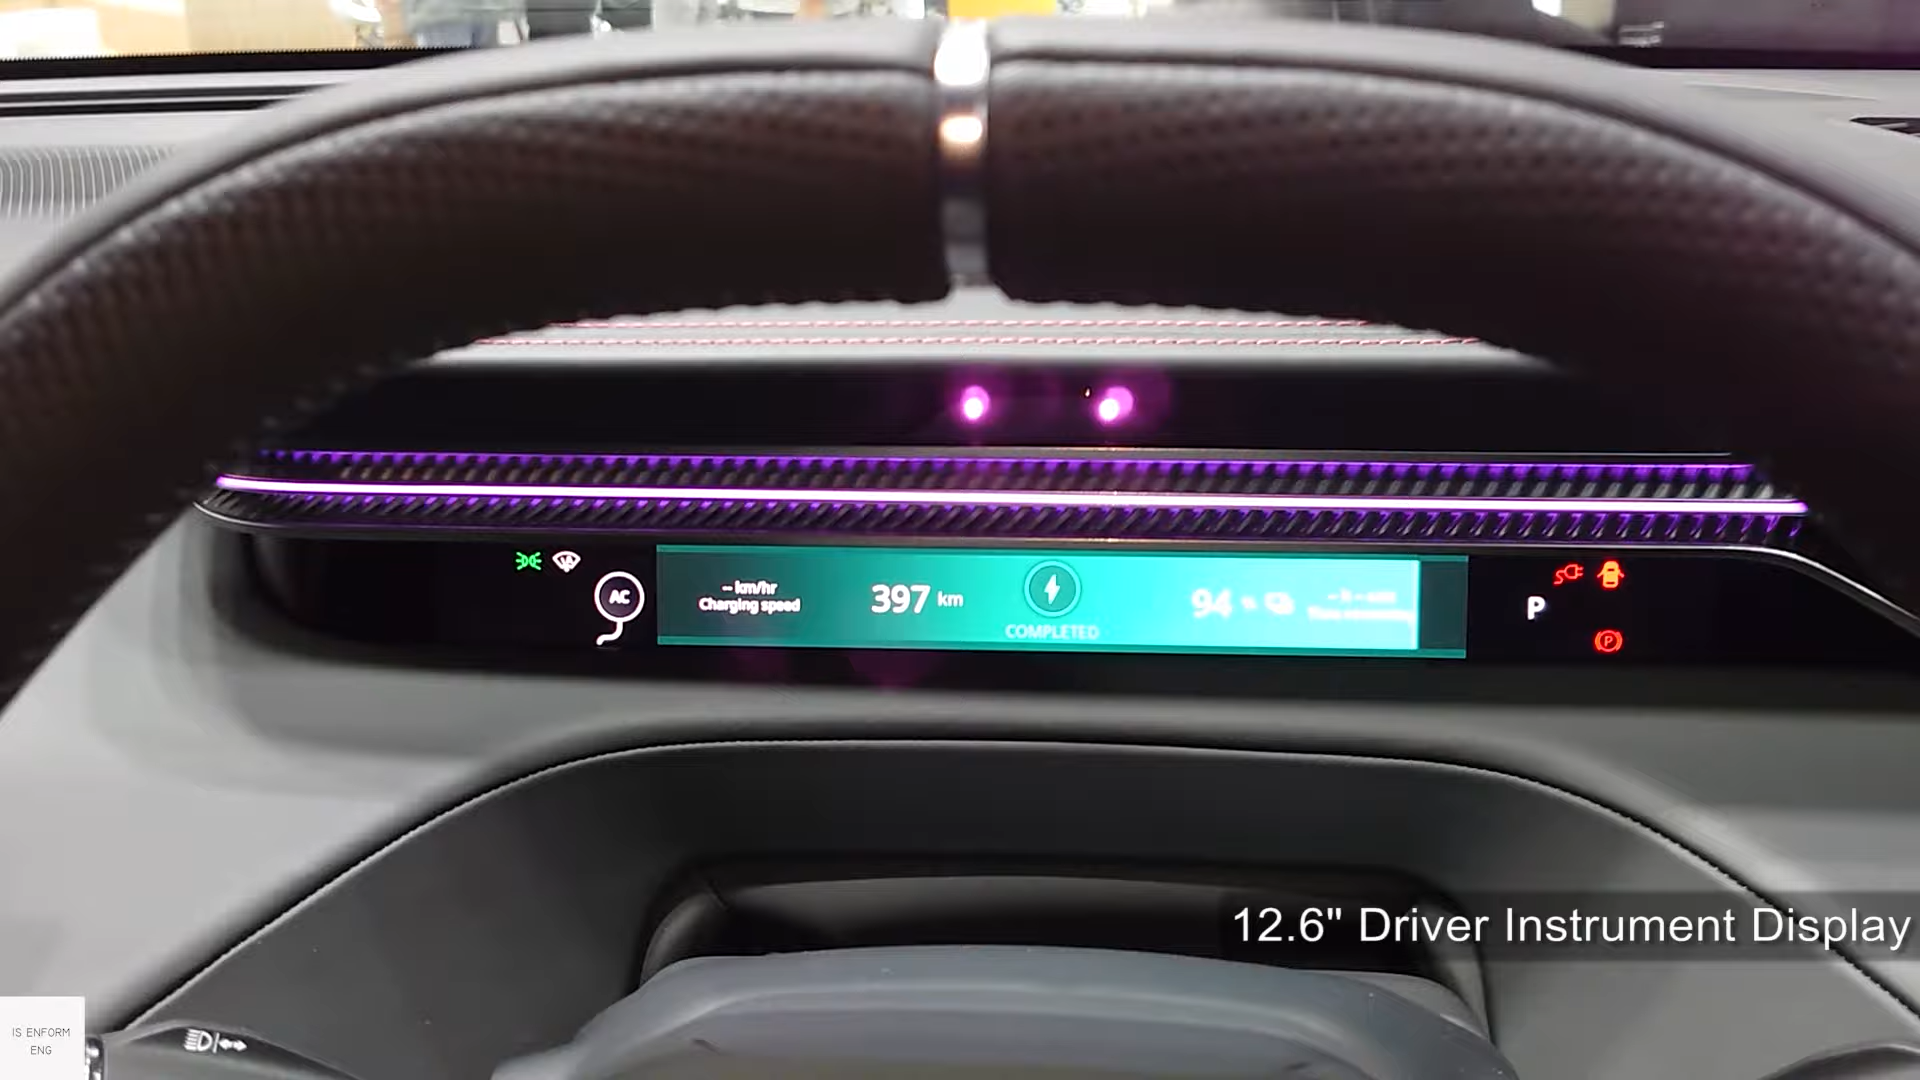 AC
-- km/hr
Charging speed
397 km
COMPLETED
94 %
P
P
12.6" Driver Instrument Display
IS ENFORM
ENG